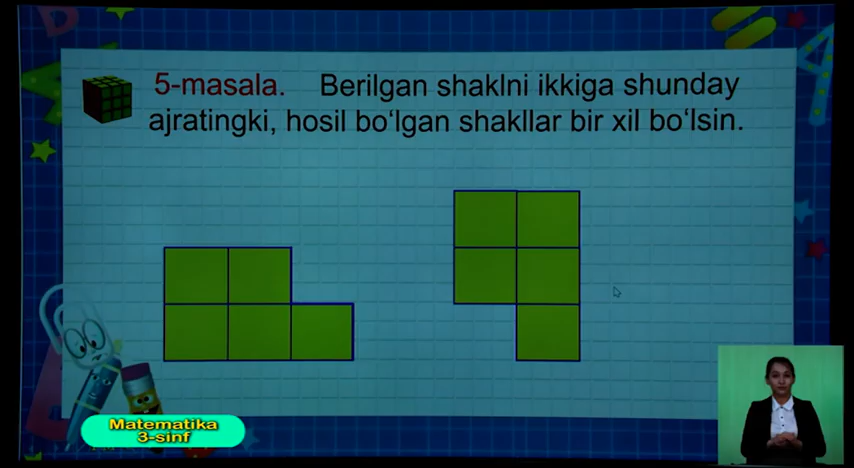 5-masala. Berilgan shaklni ikkiga shunday
ajratingki, hosil bo‘lgan shakllar bir xil bo‘lsin.
Matematika
3-sinf